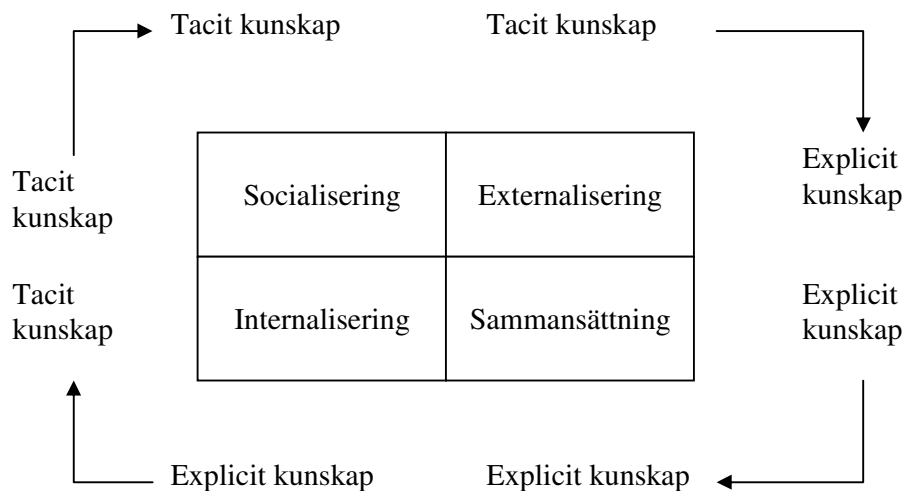 Tacit kunskap
Tacit kunskap
Tacit
kunskap
Socialisering
Externalisering
Explicit
kunskap
Tacit
kunskap
Internalisering
Sammansättning
Explicit
kunskap
Explicit kunskap
Explicit kunskap